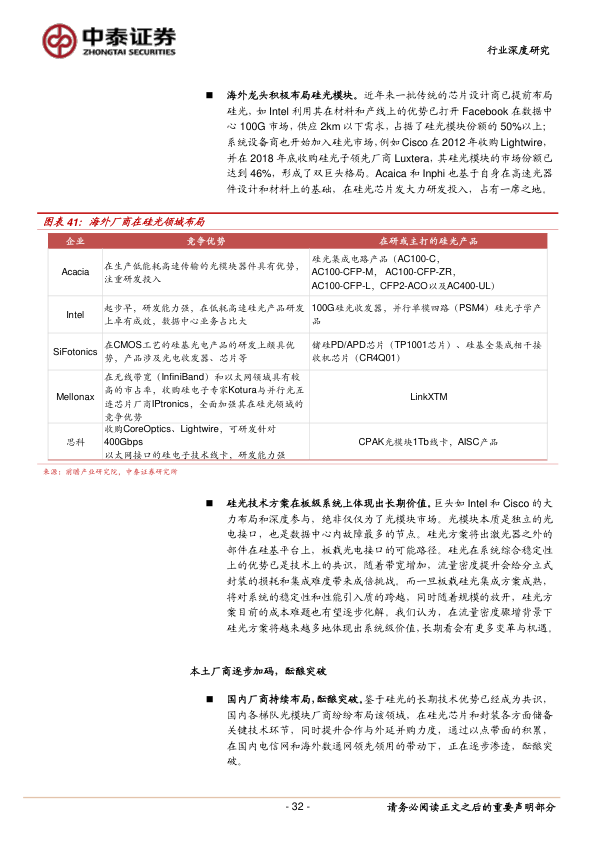 中泰证券
ZHONGTAI SECURITIES
行业深度研究
■ 海外龙头积极布局硅光模块。近年来一批传统的芯片设计商已提前布局
硅光，如 Intel 利用其在材料和产线上的优势已打开 Facebook 在数据中
心 100G 市场，供应 2km 以下需求，占据了硅光模块份额的 50%以上；
系统设备商也开始加入硅光市场，例如 Cisco 在 2012 年收购 Lightwire，
并在 2018 年底收购硅光子领先厂商 Luxtera，其硅光模块的市场份额已
达到 46%，形成了双巨头格局。Acaica 和 Inphi 也基于自身在高速光器
件设计和材料上的基础，在硅光芯片发大力研发投入，占有一席之地。
图表 41：海外厂商在硅光领域布局
企业 竞争优势 在研或主打的硅光产品
Acacia
在生产低能耗高速传输的光模块器件具有优势，
注重研发投入
硅光集成电路产品（AC100-C，
AC100-CFP-M， AC100-CFP-ZR，
AC100-CFP-L，CFP2-ACO以及AC400-UL）
Intel
起步早，研发能力强，在低耗高速硅光产品研发
上卓有成效，数据中心业务占比大
100G硅光收发器，并行单模四路（PSM4）硅光子学产
品
SiFotonics
在CMOS工艺的硅基光电产品的研发上颇具优
势，产品涉及光电收发器、芯片等
锗硅PD/APD芯片（TP1001芯片）、硅基全集成相干接
收机芯片（CR4Q01）
Mellonax
在无线带宽（InfiniBand）和以太网领域具有较
高的市占率，收购硅电子专家Kotura与并行光互
连芯片厂商IPtronics，全面加强其在硅光领域的
竞争优势
LinkXTM
思科
收购CoreOptics、Lightwire，可研发针对
400Gbps
以太网接口的硅电子技术线卡，研发能力强
CPAK光模块1Tb线卡，AISC产品
来源：前瞻产业研究院，中泰证券研究所
■ 硅光技术方案在板级系统上体现出长期价值。巨头如 Intel 和 Cisco 的大
力布局和深度参与，绝非仅仅为了光模块市场。光模块本质是独立的光
电接口，也是数据中心内故障最多的节点。硅光方案将出激光器之外的
部件在硅基平台上，板载光电接口的可能路径。硅光在系统综合稳定性
上的优势已是技术上的共识，随着带宽增加，流量密度提升会给分立式
封装的损耗和集成难度带来成倍挑战。而一旦板载硅光集成方案成熟，
将对系统的稳定性和性能引入质的跨越，同时随着规模的放开，硅光方
案目前的成本难题也有望逐步化解。我们认为，在流量密度骤增背景下
硅光方案将越来越多地体现出系统级价值，长期看会有更多变革与机遇。
本土厂商逐步加码，酝酿突破
■ 国内厂商持续布局，酝酿突破。鉴于硅光的长期技术优势已经成为共识，
国内各梯队光模块厂商纷纷布局该领域，在硅光芯片和封装各方面储备
关键技术环节，同时提升合作与外延并购力度，通过以点带面的积累，
在国内电信网和海外数通网领先领用的带动下，正在逐步渗透，酝酿突
破。
- 32 -
请务必阅读正文之后的重要声明部分